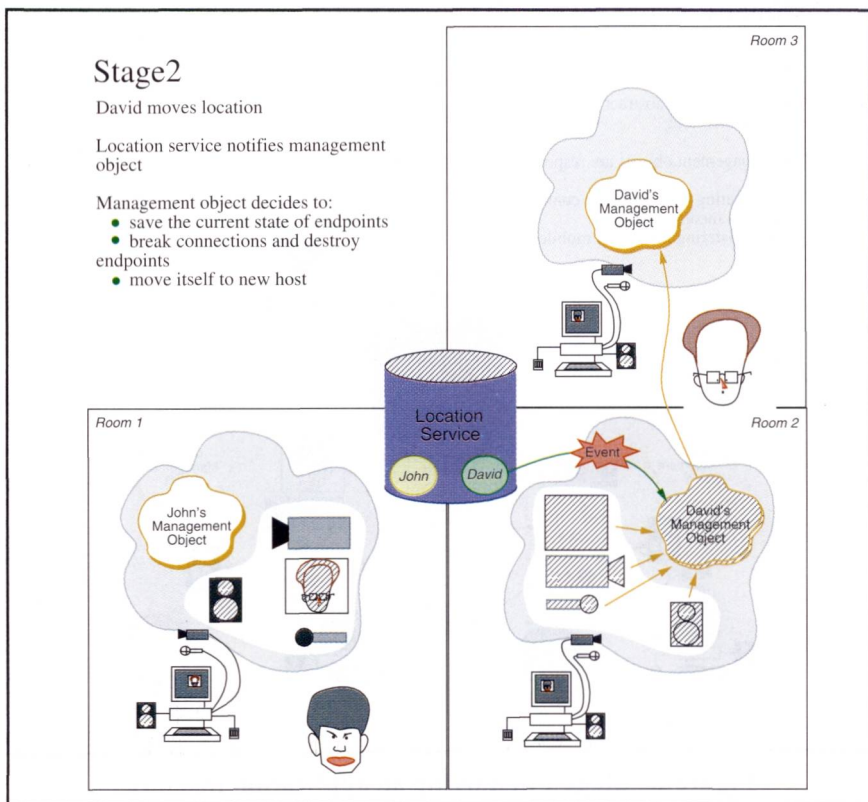 Room 3
Stage2
David moves location
Location service notifies management
object
Management object decides to:
• save the current state of endpoints
• break connections and destroy
endpoints
• move itself to new host
David's
Management
Object
Room 1
Location
Service
John
David
Room 2
Event
John's
Management
Object
David's
Management
Object